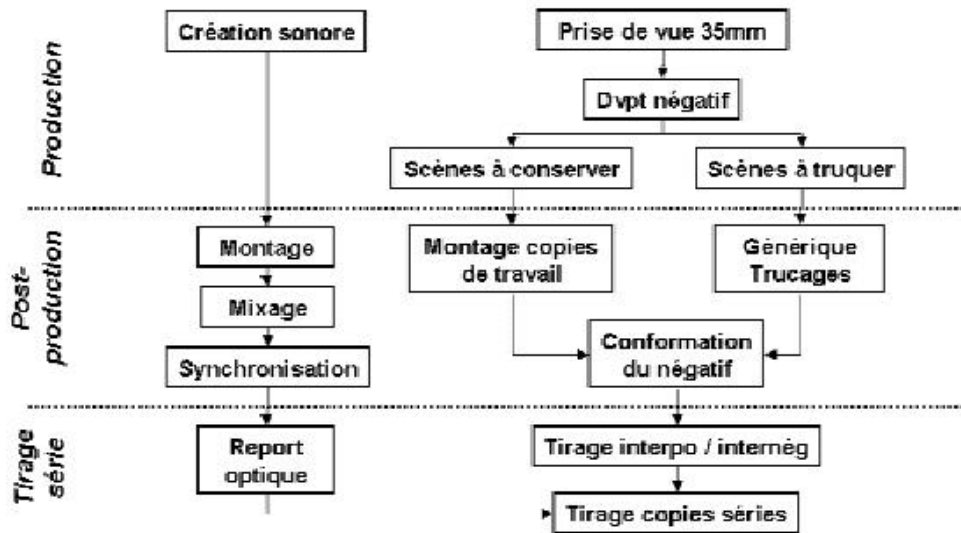 Production
Création sonore
Prise de vue 35mm
Dvpt négatif
Scènes à conserver
Scènes à truquer
Post-
production
Montage
Mixage
Synchronisation
Montage copies
de travail
Générique
Trucages
Conformation
du négatif
Tirage
série
Report
optique
Tirage interpo / internég
Tirage copies séries